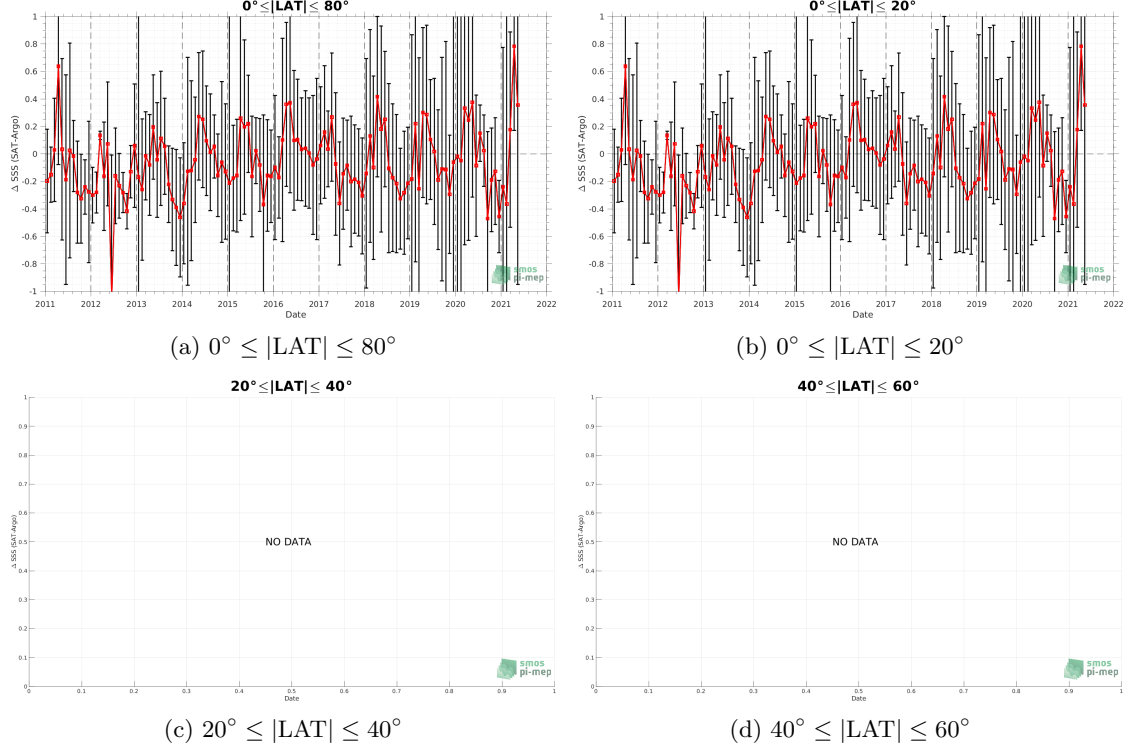 0°≤|LAT|≤ 80°
Δ SSS (SAT-Argo)
1
0.8
0.6
0.4
0.2
0
-0.2
-0.4
-0.6
-0.8
-1
2011 2012 2013 2014 2015 2016 2017 2018 2019 2020 2021 2022
Date
smos
pi-mep
(a) 0° ≤ |LAT| ≤ 80°
0°≤|LAT|≤ 20°
Δ SSS (SAT-Argo)
1
0.8
0.6
0.4
0.2
0
-0.2
-0.4
-0.6
-0.8
-1
2011 2012 2013 2014 2015 2016 2017 2018 2019 2020 2021 2022
Date
smos
pi-mep
(b) 0° ≤ |LAT| ≤ 20°
20°≤|LAT|≤ 40°
Δ SSS (SAT-Argo)
1
0.9
0.8
0.7
0.6
0.5
0.4
0.3
0.2
0.1
0
NO DATA
0 0.1 0.2 0.3 0.4 0.5 0.6 0.7 0.8 0.9 1
Date
smos
pi-mep
(c) 20° ≤ |LAT| ≤ 40°
40°≤|LAT|≤ 60°
Δ SSS (SAT-Argo)
1
0.9
0.8
0.7
0.6
0.5
0.4
0.3
0.2
0.1
0
NO DATA
0 0.1 0.2 0.3 0.4 0.5 0.6 0.7 0.8 0.9 1
Date
smos
pi-mep
(d) 40° ≤ |LAT| ≤ 60°